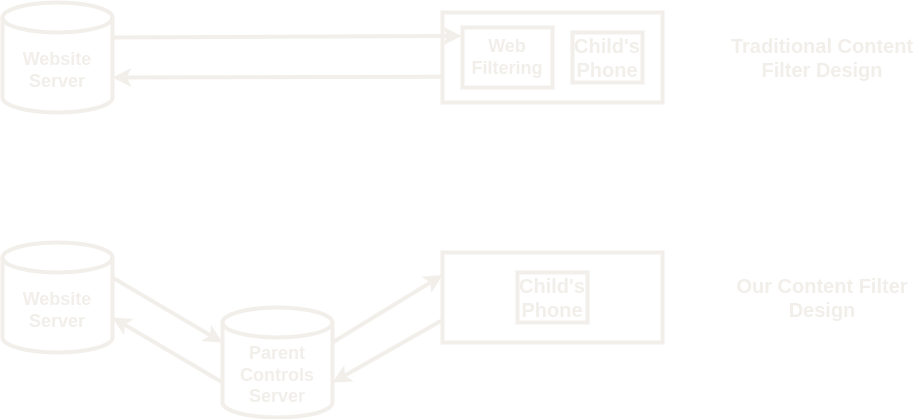 Website
Server
Web
Filtering
Child's
Phone
Traditional Content
Filter Design
Website
Server
Parent
Controls
Server
Child's
Phone
Our Content Filter
Design